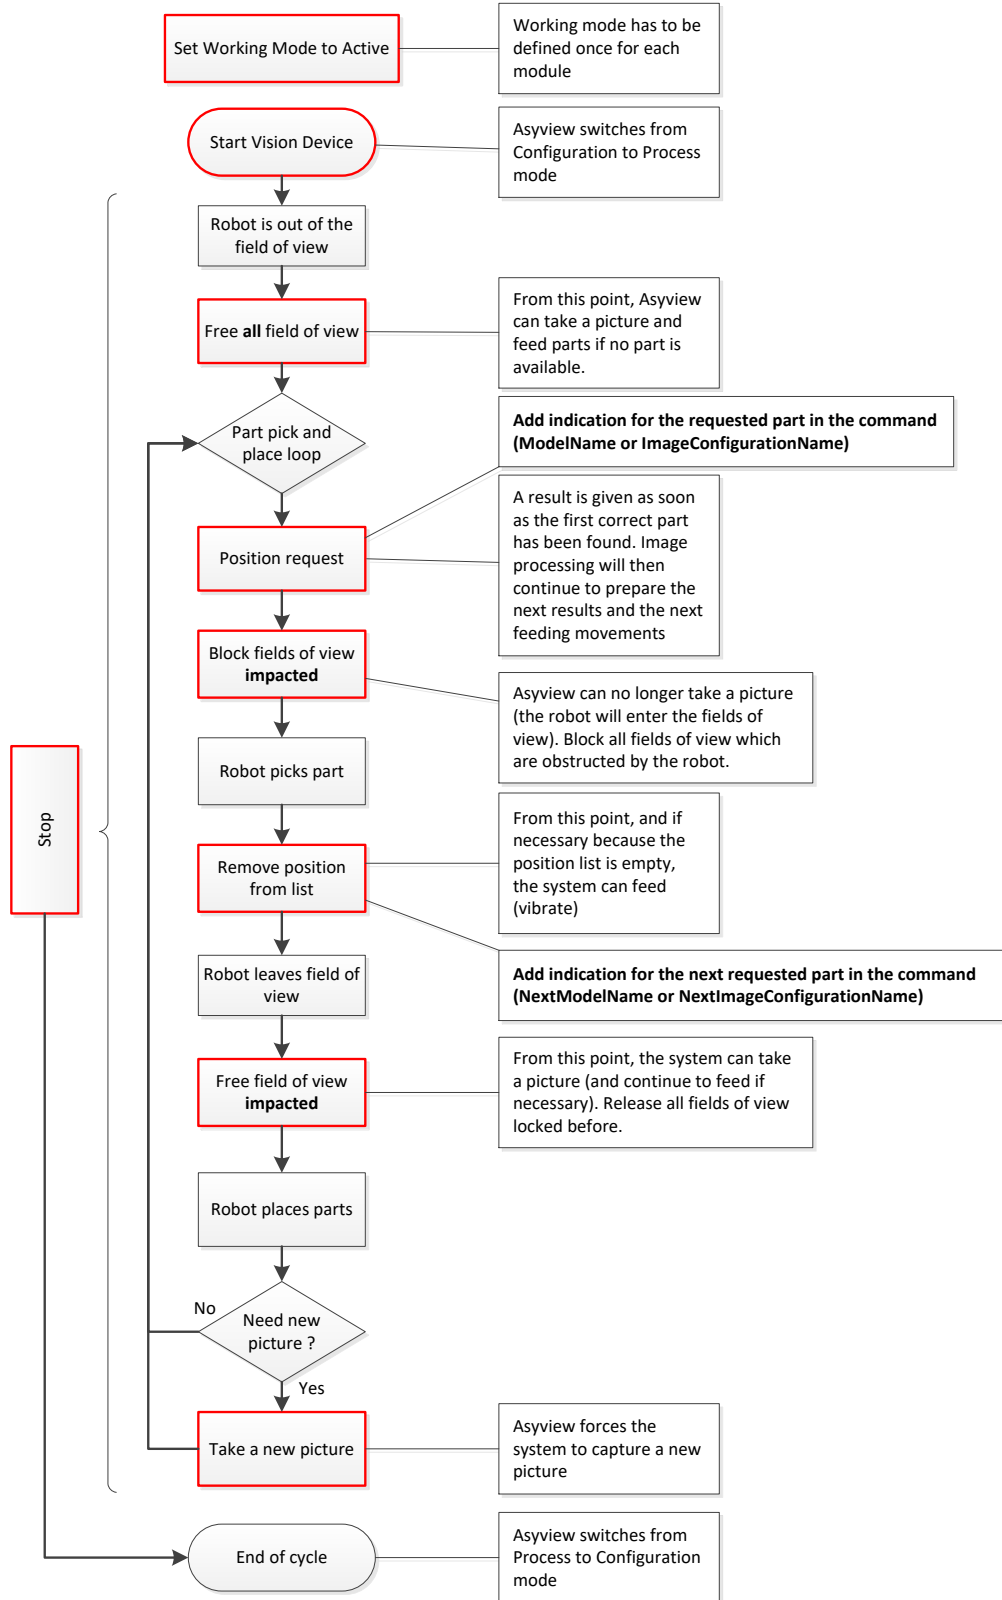 Set Working Mode to Active
Working mode has to be
defined once for each
module
Start Vision Device
Asyview switches from
Configuration to Process
mode
Robot is out of the
field of view
Free all field of view
From this point, Asyview
can take a picture and
feed parts if no part is
available.
Part pick and
place loop
Add indication for the requested part in the command
(ModelName or ImageConfigurationName)
Position request
A result is given as soon
as the first correct part
has been found. Image
processing will then
continue to prepare the
next results and the next
feeding movements
Block fields of view
impacted
Asyview can no longer take a picture
(the robot will enter the fields of
view). Block all fields of view which
are obstructed by the robot.
Robot picks part
Stop
Remove position
from list
From this point, and if
necessary because the
position list is empty,
the system can feed
(vibrate)
Robot leaves field of
view
Add indication for the next requested part in the command
(NextModelName or NextImageConfigurationName)
Free field of view
impacted
From this point, the system can take
a picture (and continue to feed if
necessary). Release all fields of view
locked before.
Robot places parts
No
Need new
picture ?
Yes
Take a new picture
Asyview forces the
system to capture a new
picture
End of cycle
Asyview switches from
Process to Configuration
mode